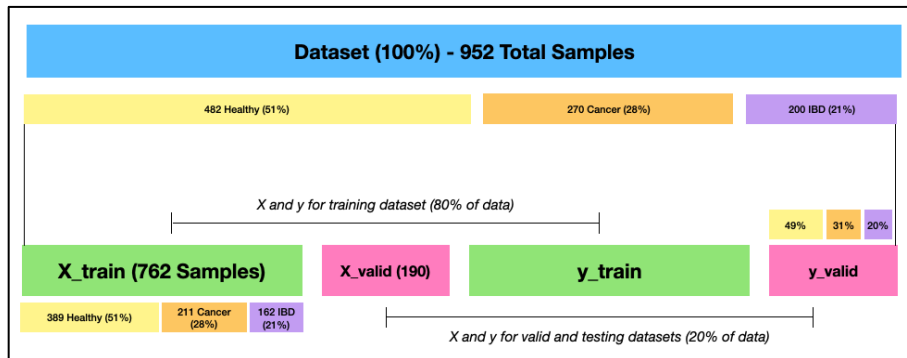 Dataset (100%) - 952 Total Samples
482 Healthy (51%)
270 Cancer (28%)
200 IBD (21%)
X and y for training dataset (80% of data)
49%
31%
20%
X_train (762 Samples)
X_valid (190)
y_train
y_valid
389 Healthy (51%)
211 Cancer
(28%)
162 IBD
(21%)
X and y for valid and testing datasets (20% of data)